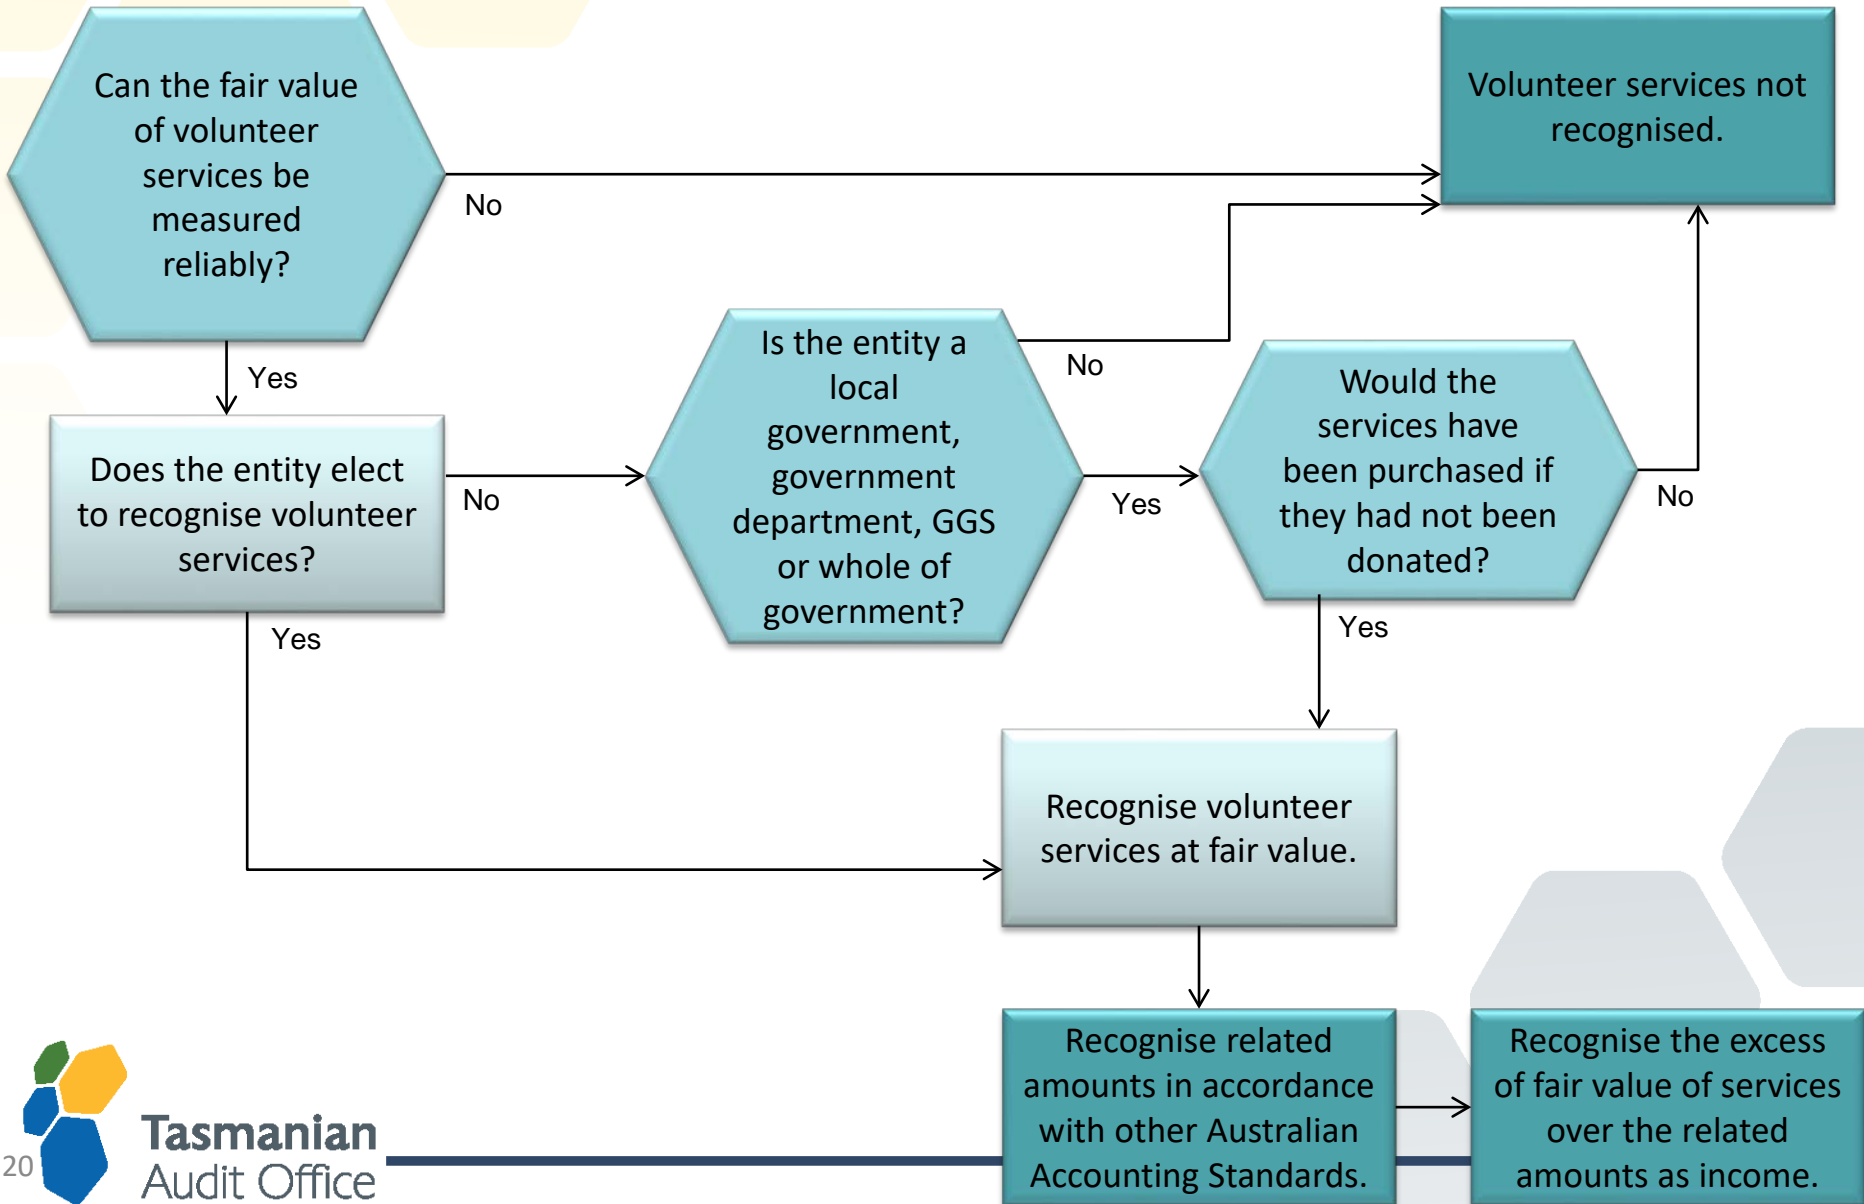 Can the fair value
of volunteer
services be
measured
reliably?
Volunteer services not
recognised.
No
Yes
Is the entity a
local
government,
government
department, GGS
or whole of
government?
No
Would the
services have
been purchased if
they had not been
donated?
Does the entity elect
to recognise volunteer
services?
No
Yes
No
Yes
Yes
Recognise volunteer
services at fair value.
Recognise related
amounts in accordance
with other Australian
Accounting Standards.
Recognise the excess
of fair value of services
over the related
amounts as income.
Tasmanian
Audit Office
20